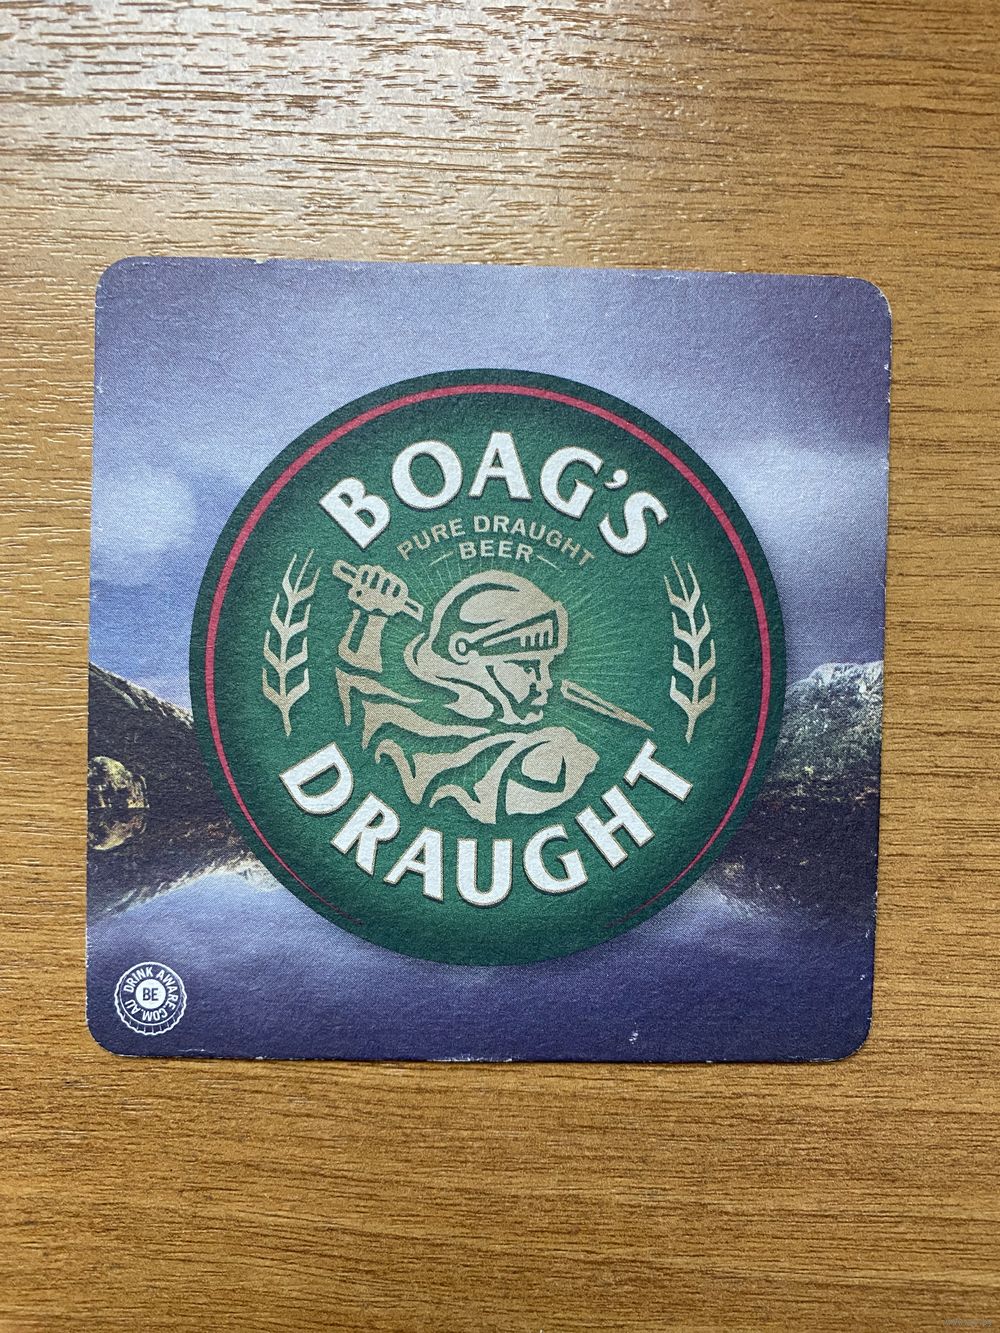 BOAG'S
PURE DRAUGHT
BEER
DRAUGHT
BE
DRINK AWARE.COM.AU